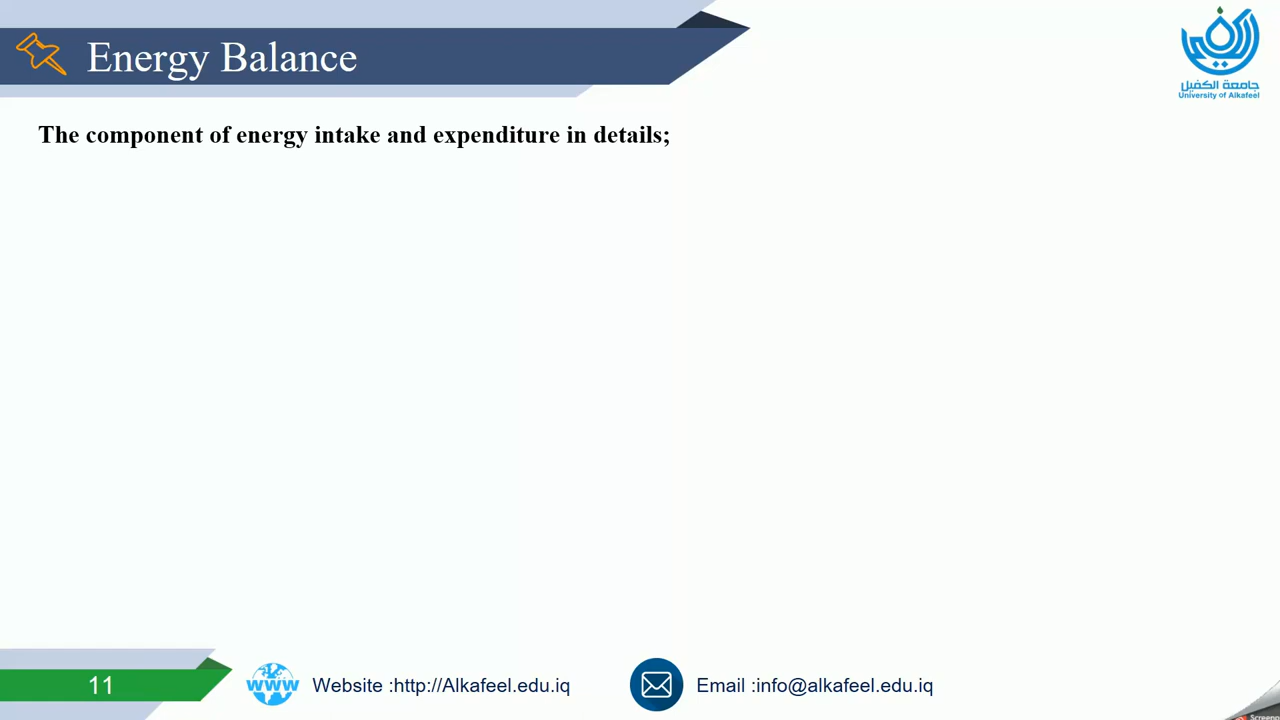 Energy Balance
جامعة الكفيل
University of Alkafeel
The component of energy intake and expenditure in details;
11
www
Website :http://Alkafeel.edu.iq
Email :info@alkafeel.edu.iq